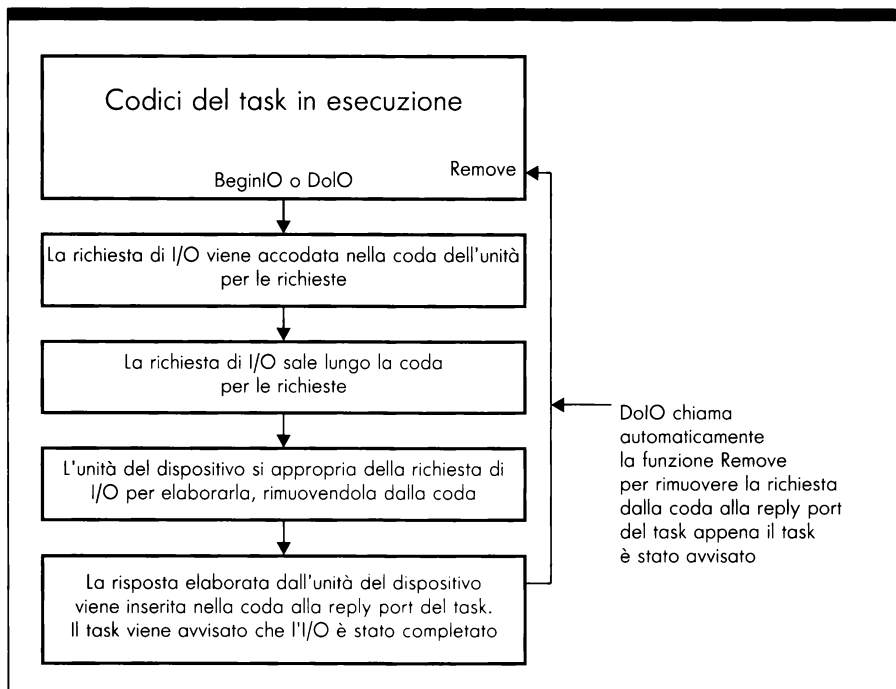 Codici del task in esecuzione
Remove
BeginIO o DoIO
La richiesta di I/O viene accodata nella coda dell'unità
per le richieste
La richiesta di I/O sale lungo la coda
per le richieste
L'unità del dispositivo si appropria della richiesta di
I/O per elaborarla, rimuovendola dalla coda
La risposta elaborata dall'unità del dispositivo
viene inserita nella coda alla reply port del task.
Il task viene avvisato che l'I/O è stato completato
DoIO chiama
automaticamente
la funzione Remove
per rimuovere la richiesta
dalla coda alla reply port
del task appena il task
è stato avvisato